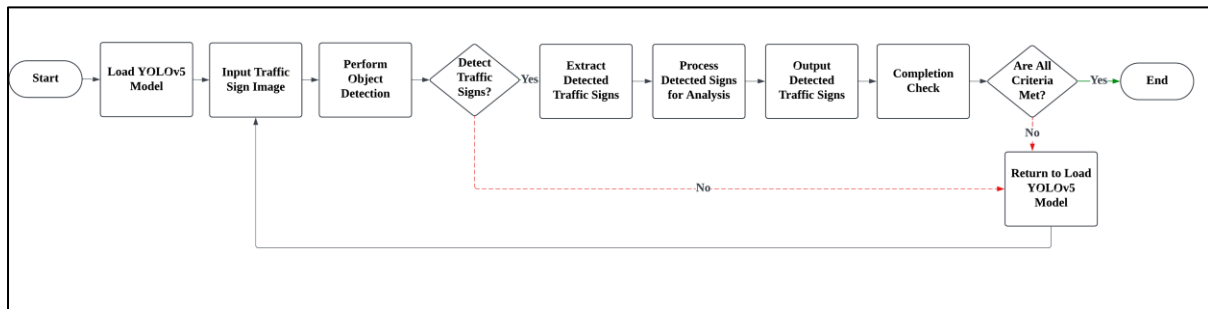 Start
Load YOLOv5
Model
Input Traffic
Sign Image
Perform
Object
Detection
Detect
Traffic
Signs?
Yes
Extract
Detected
Traffic Signs
Process
Detected Signs
for Analysis
Output
Detected
Traffic Signs
Completion
Check
Are All
Criteria
Met?
Yes
End
No
Return to Load
YOLOv5
Model
No